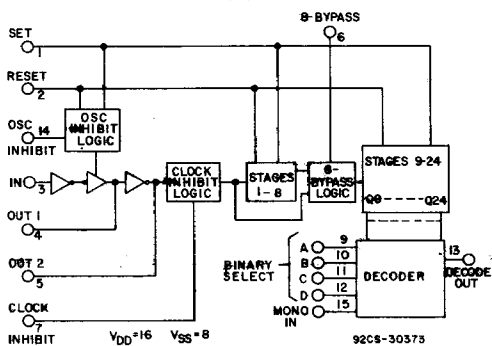 8-BYPASS
6
SET
1
RESET
2
OSC 14
INHIBIT
OSC
INHIBIT
LOGIC
IN
3
OUT 1
4
OUT 2
5
CLOCK
7
INHIBIT
CLOCK
INHIBIT
LOGIC
STAGES
1-8
8-
BYPASS
LOGIC
STAGES 9-24
Q9
Q24
BINARY
SELECT
A
9
B
10
C
11
D
12
MONO
IN
15
DECODER
13
DECODE
OUT
VDD=16 VSS=8
92CS-30373